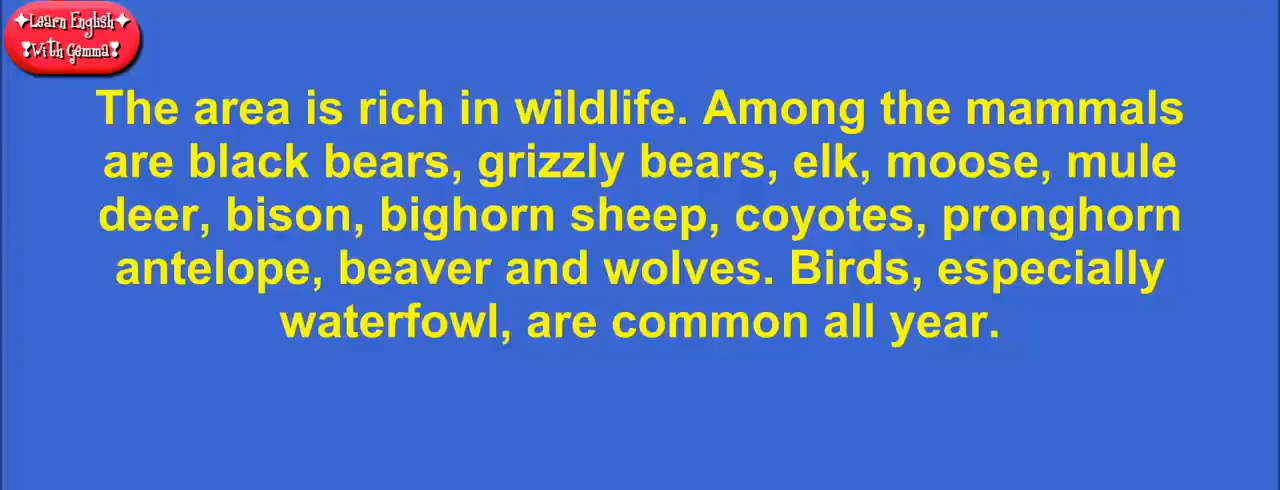 ✦Learn English✦
❢With Gemma❢
The area is rich in wildlife. Among the mammals
are black bears, grizzly bears, elk, moose, mule
deer, bison, bighorn sheep, coyotes, pronghorn
antelope, beaver and wolves. Birds, especially
waterfowl, are common all year.